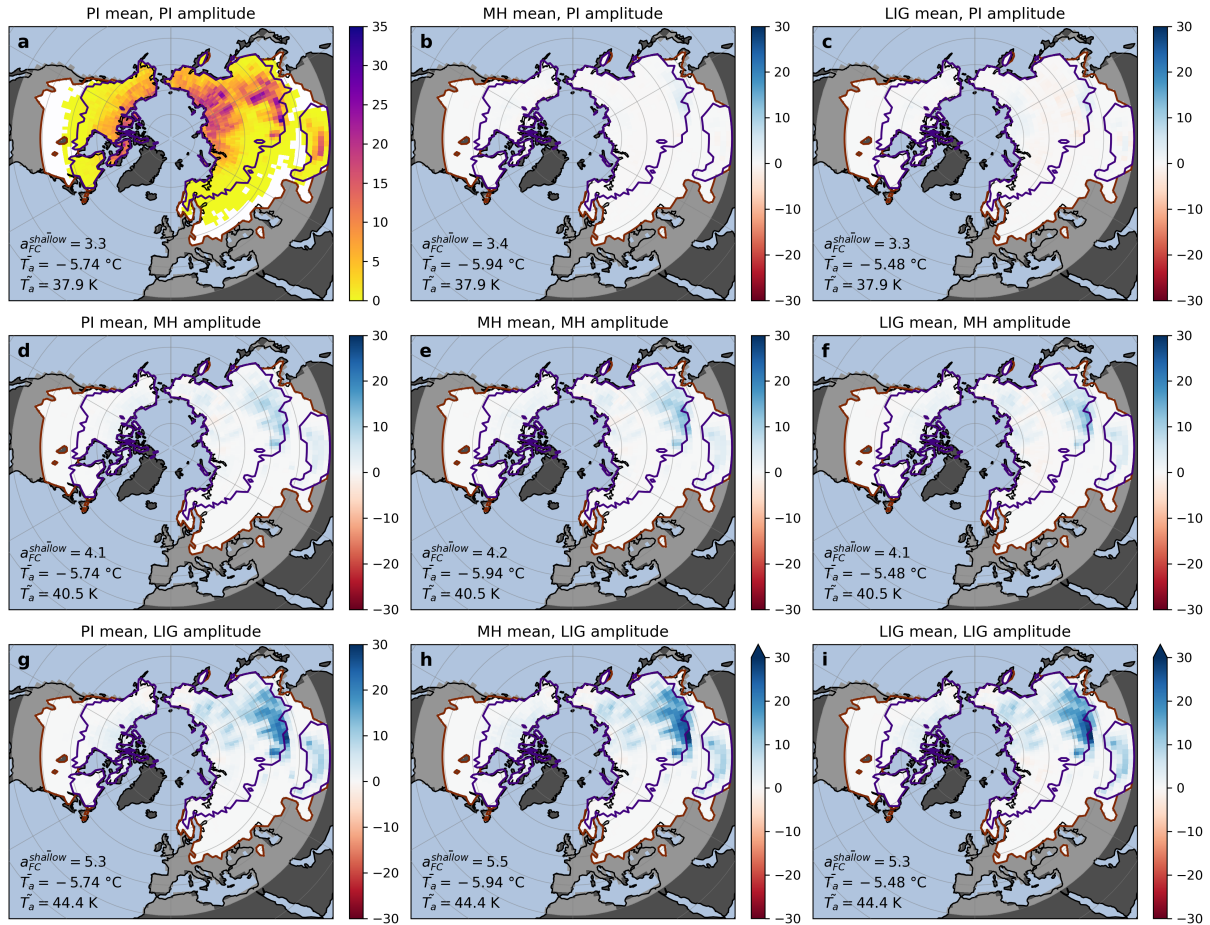 PI mean, PI amplitude
MH mean, PI amplitude
LIG mean, PI amplitude
a
35
30
25
20
15
10
5
0
a̅_FC^shallow = 3.3
T̄_a = −5.74 °C
T̃_a = 37.9 K
b
30
20
10
0
−10
−20
−30
a̅_FC^shallow = 3.4
T̄_a = −5.94 °C
T̃_a = 37.9 K
c
30
20
10
0
−10
−20
−30
a̅_FC^shallow = 3.3
T̄_a = −5.48 °C
T̃_a = 37.9 K
PI mean, MH amplitude
MH mean, MH amplitude
LIG mean, MH amplitude
d
30
20
10
0
−10
−20
−30
a̅_FC^shallow = 4.1
T̄_a = −5.74 °C
T̃_a = 40.5 K
e
30
20
10
0
−10
−20
−30
a̅_FC^shallow = 4.2
T̄_a = −5.94 °C
T̃_a = 40.5 K
f
30
20
10
0
−10
−20
−30
a̅_FC^shallow = 4.1
T̄_a = −5.48 °C
T̃_a = 40.5 K
PI mean, LIG amplitude
MH mean, LIG amplitude
LIG mean, LIG amplitude
g
30
20
10
0
−10
−20
−30
a̅_FC^shallow = 5.3
T̄_a = −5.74 °C
T̃_a = 44.4 K
h
30
20
10
0
−10
−20
−30
a̅_FC^shallow = 5.5
T̄_a = −5.94 °C
T̃_a = 44.4 K
i
30
20
10
0
−10
−20
−30
a̅_FC^shallow = 5.3
T̄_a = −5.48 °C
T̃_a = 44.4 K